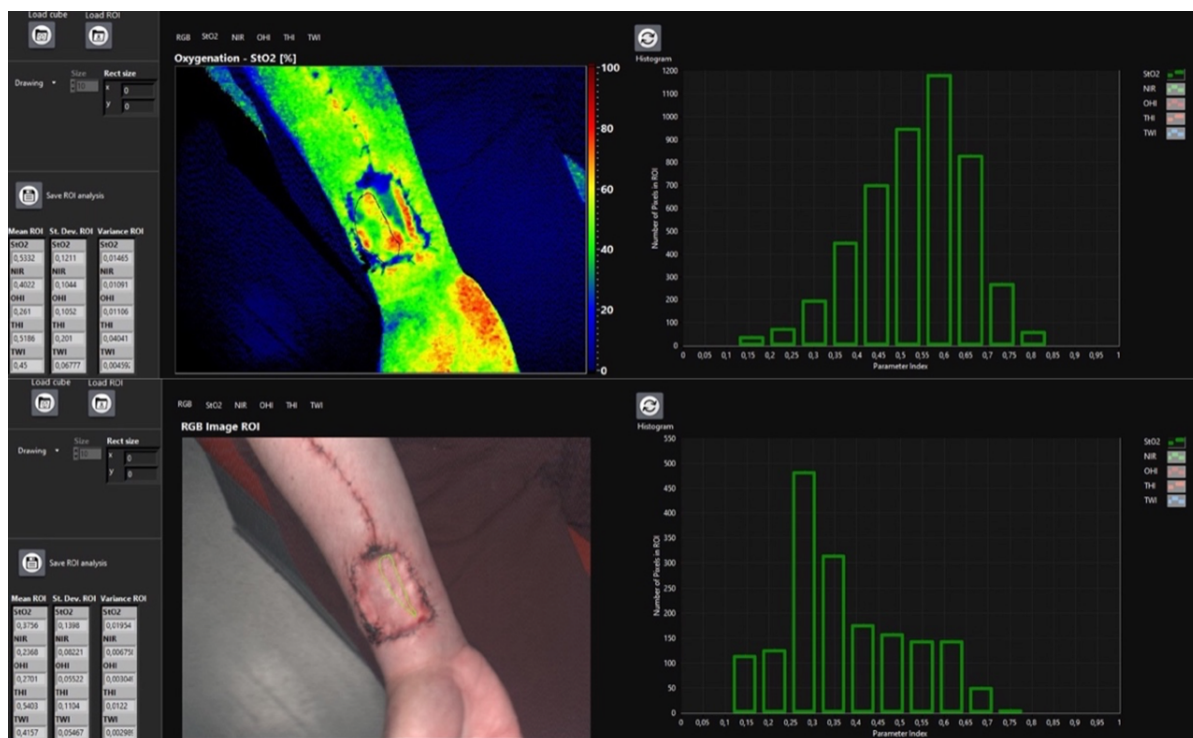 Load cube Load ROI
RGB StO2 NIR OHI THI TWI
Histogram
Oxygenation - StO2 [%]
Drawing Size Rect size
10 x 0
y 0
100
80
60
40
20
0
Save ROI analysis
Mean ROI St. Dev. ROI Variance ROI
StO2 StO2 StO2
0,5332 0,1211 0,01465
NIR NIR NIR
0,4022 0,1044 0,01091
OHI OHI OHI
0,261 0,1052 0,01106
THI THI THI
0,5186 0,201 0,04041
TWI TWI TWI
0,45 0,06777
Number of Pixels in ROI
1200
1100
1000
900
800
700
600
500
400
300
200
100
0
0 0,05 0,1 0,15 0,2 0,25 0,3 0,35 0,4 0,45 0,5 0,55 0,6 0,65 0,7 0,75 0,8 0,85 0,9 0,95 1
Parameter Index
StO2
NIR
OHI
THI
TWI
Load cube Load ROI
RGB StO2 NIR OHI THI TWI
Histogram
RGB Image ROI
Drawing Size Rect size
10 x 0
y 0
Save ROI analysis
Mean ROI St. Dev. ROI Variance ROI
StO2 StO2 StO2
0,3756 0,1398 0,01954
NIR NIR NIR
0,2368 0,08221
OHI OHI OHI
0,2701 0,05522
THI THI THI
0,5403 0,1104 0,0122
TWI TWI TWI
0,4157 0,05467
Number of Pixels in ROI
550
500
450
400
350
300
250
200
150
100
50
0
0 0,05 0,1 0,15 0,2 0,25 0,3 0,35 0,4 0,45 0,5 0,55 0,6 0,65 0,7 0,75 0,8 0,85 0,9 0,95 1
Parameter Index
StO2
NIR
OHI
THI
TWI